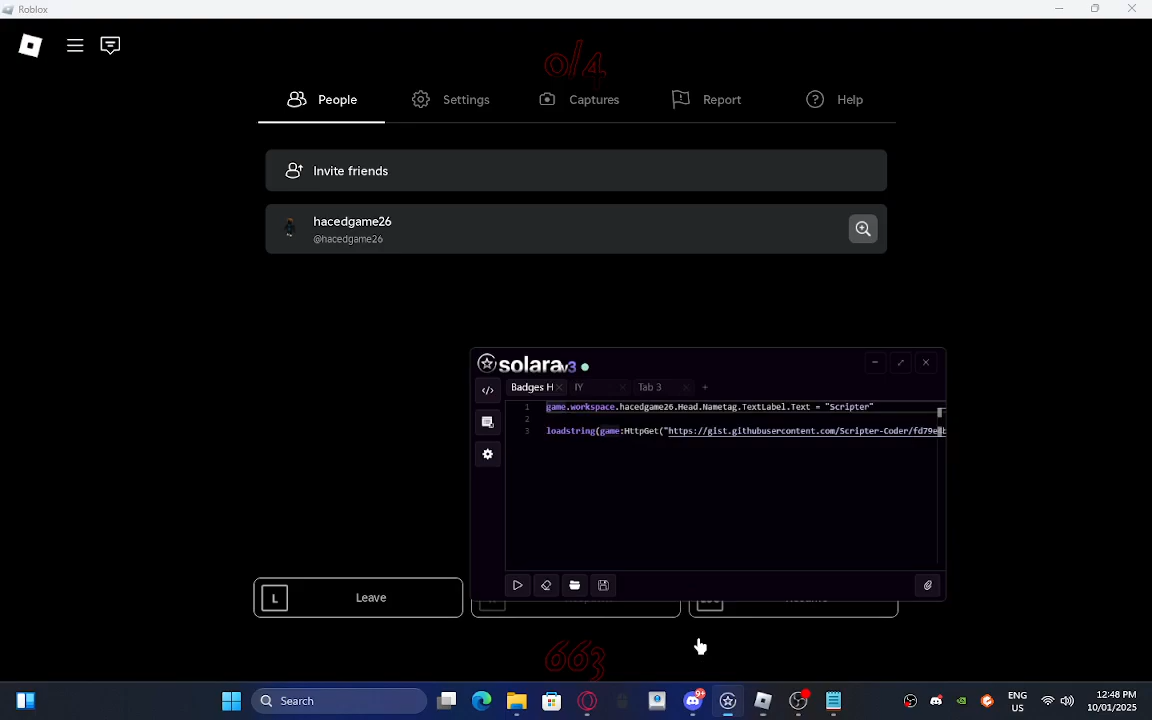 Roblox
0/4
People
Settings
Captures
Report
Help
Invite friends
hacedgame26
@hacedgame26
solara v3
Badges H
IY
Tab 3
1 game.workspace.hacedgame26.Head.Nametag.TextLabel.Text = "Scripter"
2
3 loadstring(game:HttpGet("https://gist.githubusercontent.com/Scripter-Coder/fd79e
L
Leave
663
Search
9+
ENG
US
12:48 PM
10/01/2025